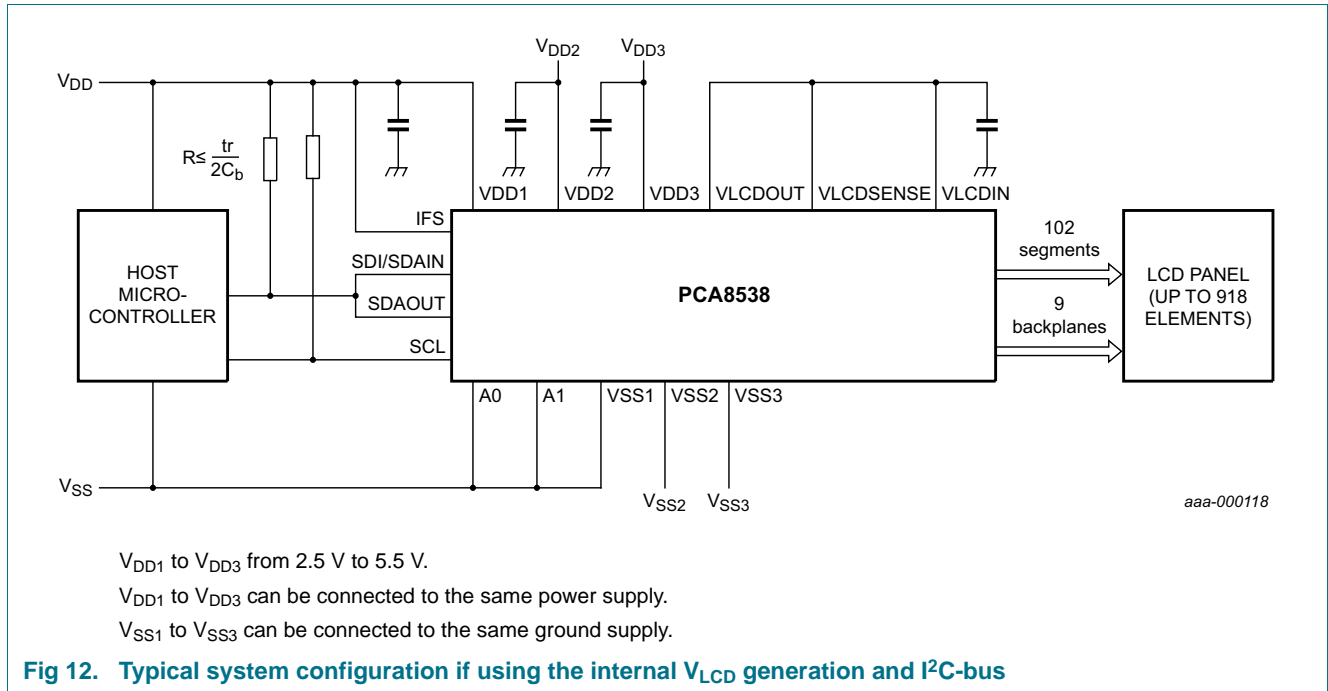 VDD2
VDD3
VDD
R≤ tr
2Cb
VDD1
VDD2
VDD3
VLCDOUT
VLCDSENSE
VLCDIN
IFS
SDI/SDAIN
SDAOUT
SCL
HOST
MICRO-
CONTROLLER
PCA8538
102
segments
9
backplanes
LCD PANEL
(UP TO 918
ELEMENTS)
A0
A1
VSS1
VSS2
VSS3
VSS
VSS2
VSS3
aaa-000118
VDD1 to VDD3 from 2.5 V to 5.5 V.
VDD1 to VDD3 can be connected to the same power supply.
VSS1 to VSS3 can be connected to the same ground supply.
Fig 12. Typical system configuration if using the internal VLCD generation and I²C-bus